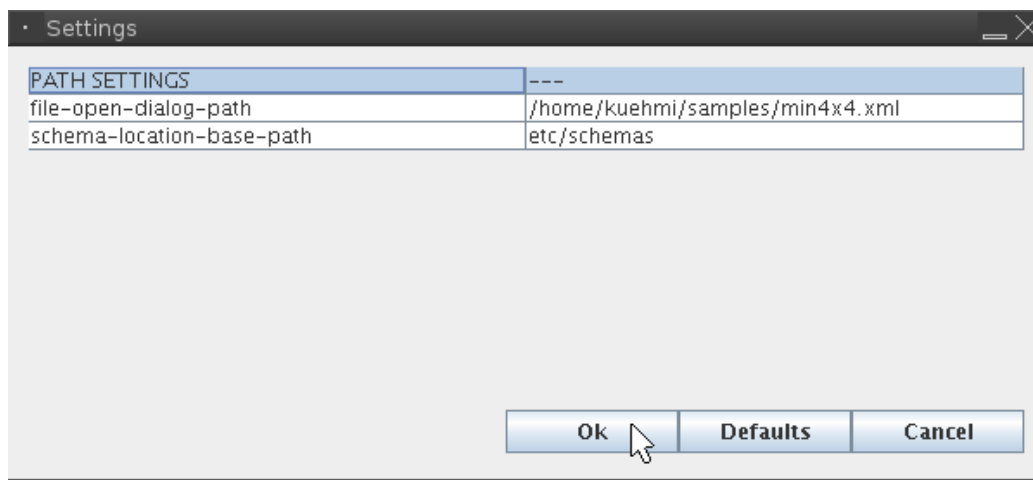 Settings
PATH SETTINGS ---
file-open-dialog-path /home/kuehmi/samples/min4x4.xml
schema-location-base-path etc/schemas
Ok Defaults Cancel